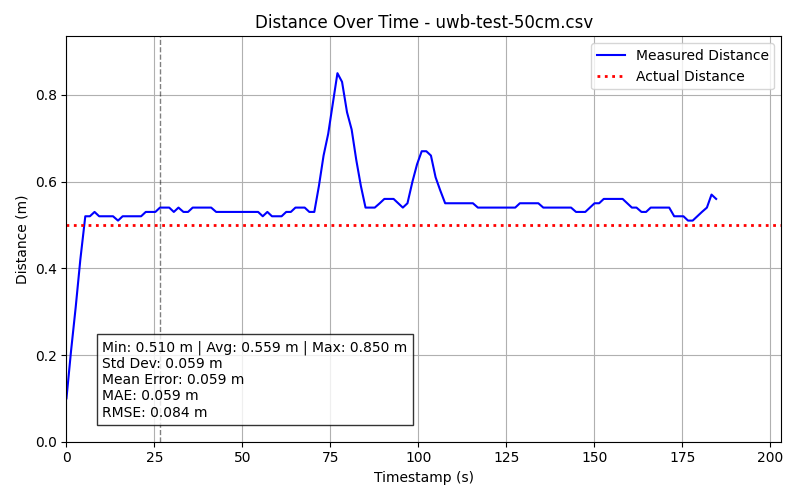 Distance Over Time - uwb-test-50cm.csv
Measured Distance
Actual Distance
Distance (m)
0.8
0.6
0.4
0.2
0.0
Min: 0.510 m | Avg: 0.559 m | Max: 0.850 m
Std Dev: 0.059 m
Mean Error: 0.059 m
MAE: 0.059 m
RMSE: 0.084 m
0 25 50 75 100 125 150 175 200
Timestamp (s)